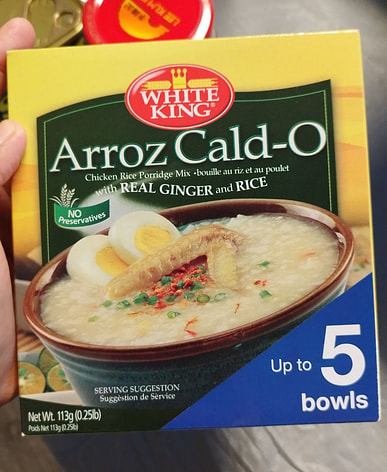 WHITE
KING®
Arroz Cald-O
Chicken Rice Porridge Mix • bouille au riz et au poulet
with REAL GINGER and RICE
NO
Preservatives
Up to 5
bowls
SERVING SUGGESTION
Suggèstion de Sèrvice
Net Wt. 113g (0.25lb)
Poids Net 113g (0.25lb)